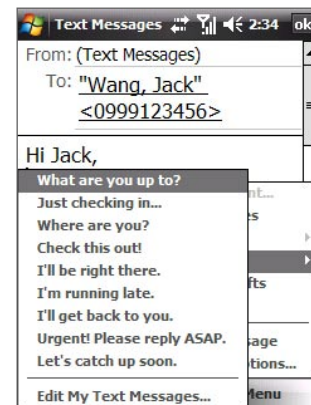 Text Messages 2:34 ok
From: (Text Messages)
To: "Wang, Jack"
<0999123456>
Hi Jack,
What are you up to?
Just checking in...
Where are you?
Check this out!
I'll be right there.
I'm running late.
I'll get back to you.
Urgent! Please reply ASAP.
Let's catch up soon.
Edit My Text Messages...
Menu